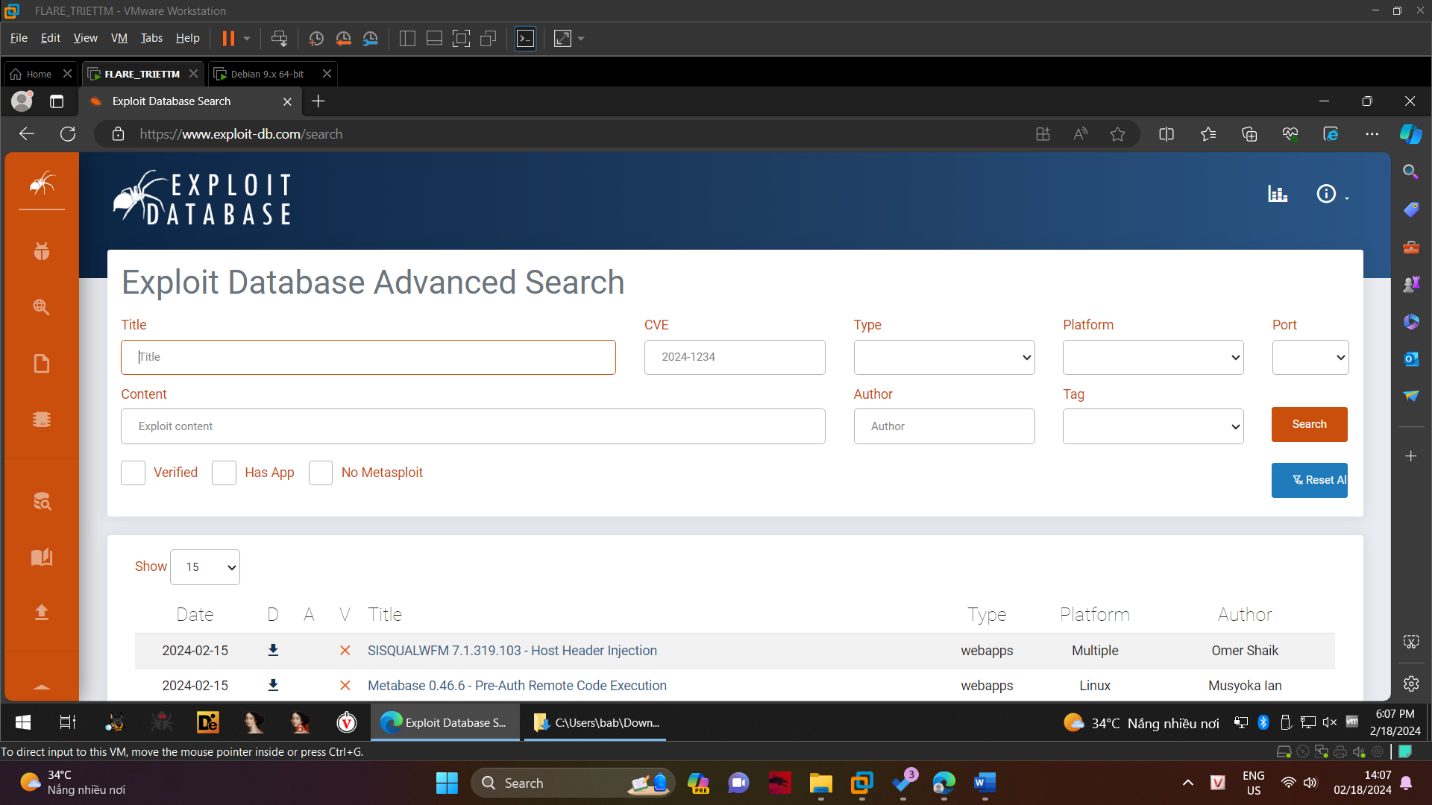 FLARE_TRIETTM - VMware Workstation
File Edit View VM Tabs Help
Home FLARE_TRIETTM Debian 9.x 64-bit
Exploit Database Search
https://www.exploit-db.com/search
EXPLOIT
DATABASE
Exploit Database Advanced Search
Title CVE Type Platform Port
Title 2024-1234
Content Author Tag
Exploit content Author Search
Verified Has App No Metasploit
Reset Al
Show 15
Date D A V Title Type Platform Author
2024-02-15 SISQUALWFM 7.1.319.103 - Host Header Injection webapps Multiple Omer Shaik
2024-02-15 Metabase 0.46.6 - Pre-Auth Remote Code Execution webapps Linux Musyoka Ian
De Exploit Database S... C:\Users\bab\Down... 34°C Nắng nhiều nơi 6:07 PM
2/18/2024
To direct input to this VM, move the mouse pointer inside or press Ctrl+G.
34°C
Nắng nhiều nơi
Search PRE 3 W V ENG
US
14:07
02/18/2024